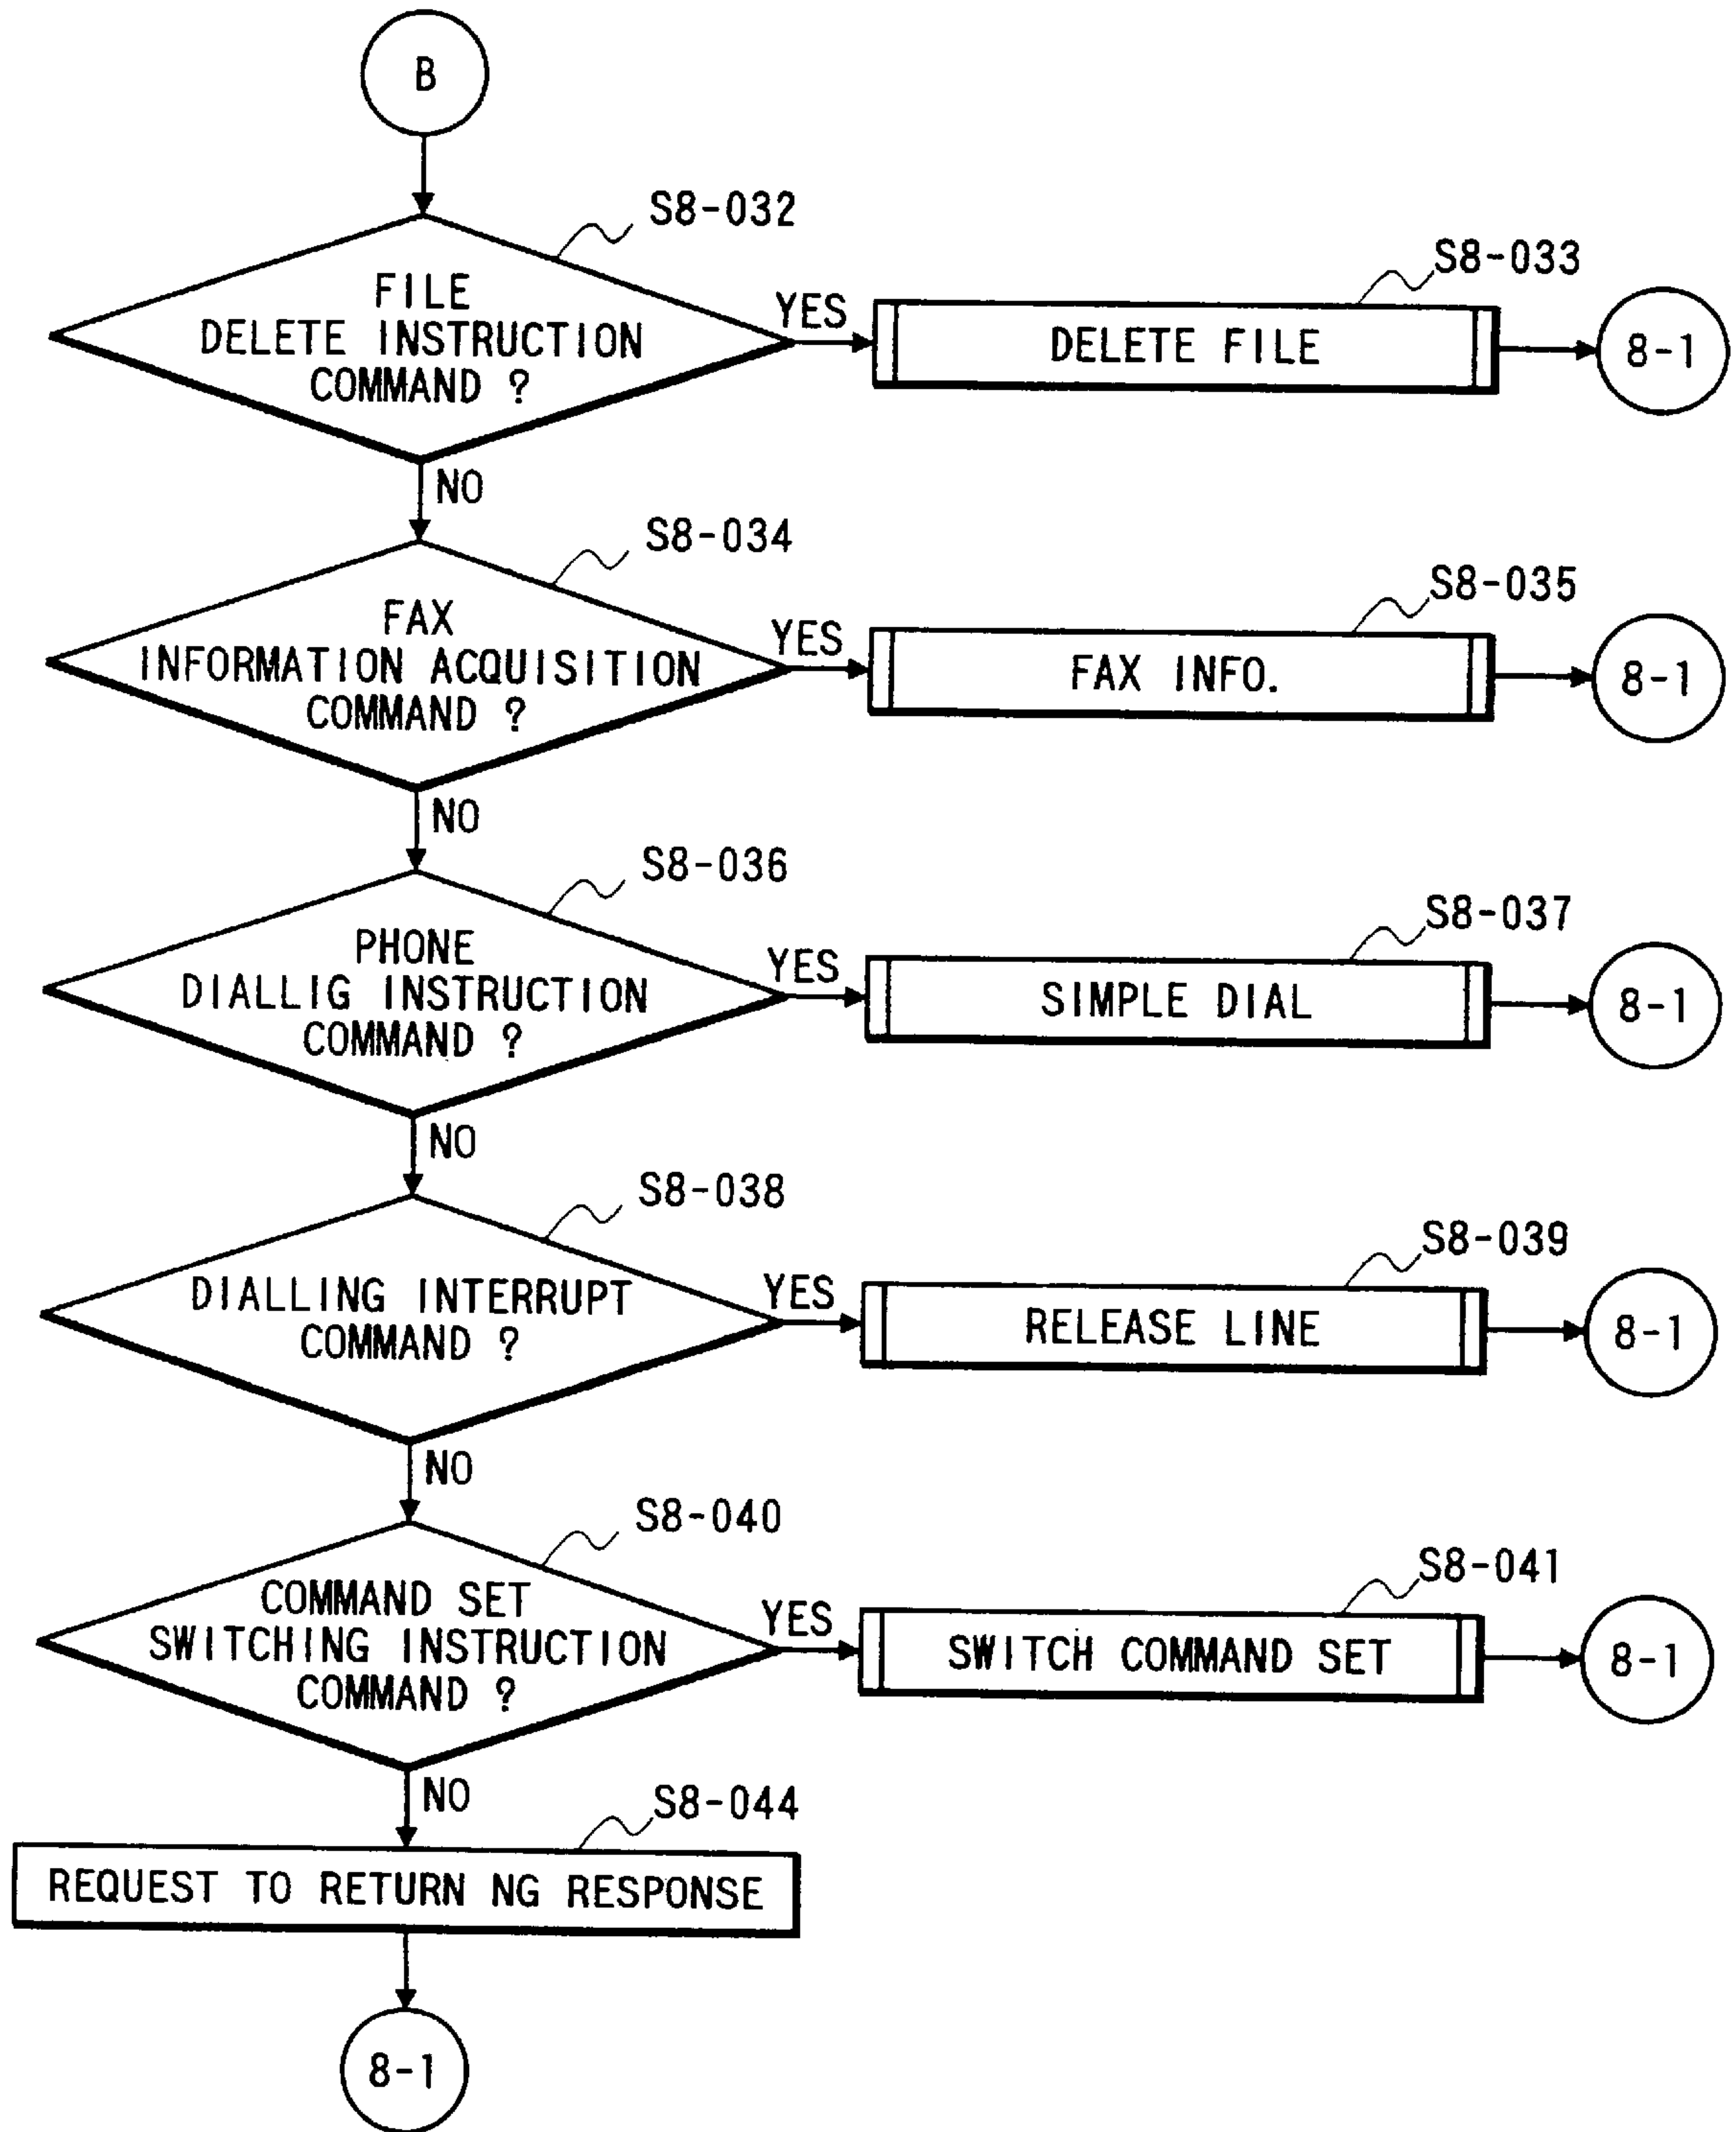 B
S8-032
FILE
DELETE INSTRUCTION
COMMAND ?
YES
S8-033
DELETE FILE
8-1
NO
S8-034
FAX
INFORMATION ACQUISITION
COMMAND ?
YES
S8-035
FAX INFO.
8-1
NO
S8-036
PHONE
DIALLIG INSTRUCTION
COMMAND ?
YES
S8-037
SIMPLE DIAL
8-1
NO
S8-038
DIALLING INTERRUPT
COMMAND ?
YES
S8-039
RELEASE LINE
8-1
NO
S8-040
COMMAND SET
SWITCHING INSTRUCTION
COMMAND ?
YES
S8-041
SWITCH COMMAND SET
8-1
NO
S8-044
REQUEST TO RETURN NG RESPONSE
8-1